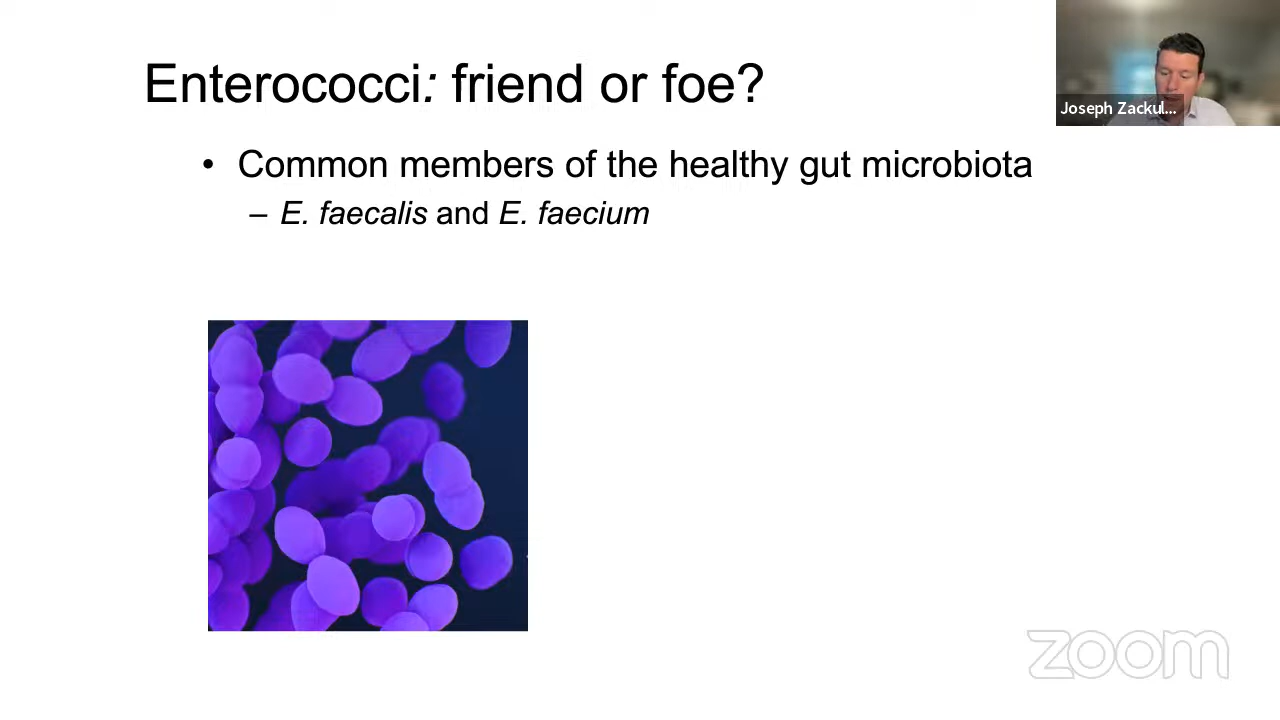 Enterococci: friend or foe?
Joseph Zackul...
• Common members of the healthy gut microbiota
– E. faecalis and E. faecium
zoom